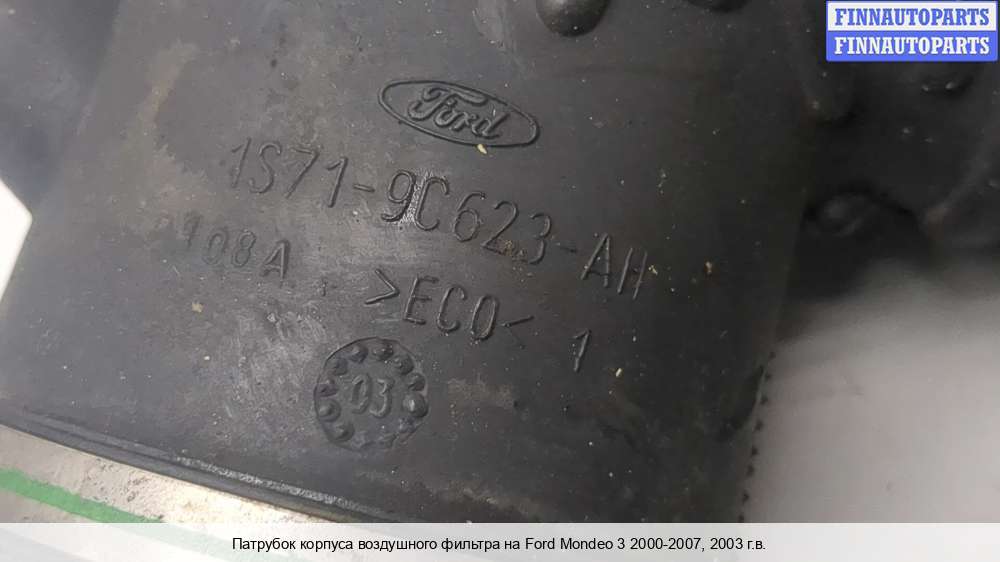 FINNAUTOPARTS
FINNAUTOPARTS
Ford
1S71-9C623-AH
108A >ECO< 1
03
Патрубок корпуса воздушного фильтра на Ford Mondeo 3 2000-2007, 2003 г.в.